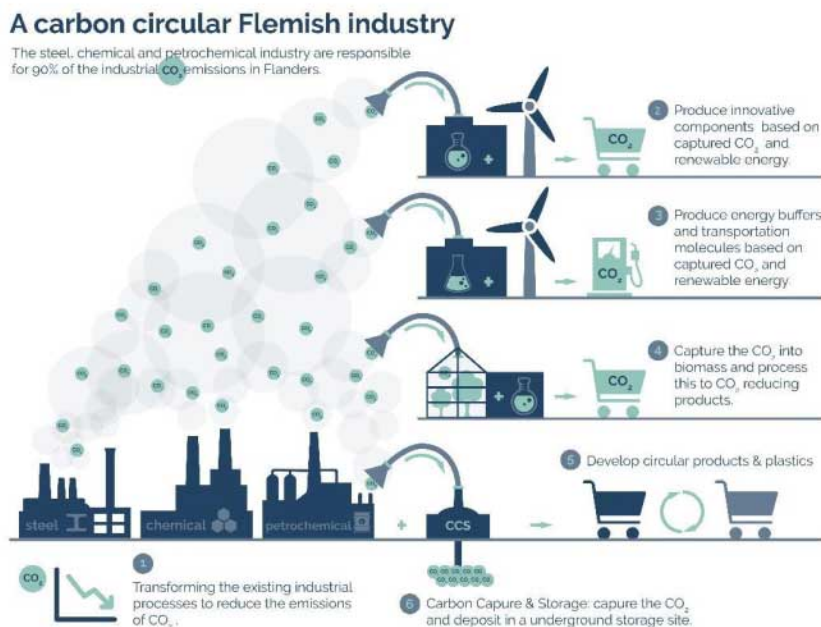 A carbon circular Flemish industry
The steel, chemical and petrochemical industry are responsible
for 90% of the industrial CO₂ emissions in Flanders.
2 Produce innovative
components based on
captured CO₂ and
renewable energy.
CO₂
3 Produce energy buffers
and transportation
molecules based on
captured CO₂ and
renewable energy.
CO₂
4 Capture the CO₂ into
biomass and process
this to CO₂ reducing
products.
CO₂
5 Develop circular products & plastics
steel
chemical
petrochemical
+
CCS
CO₂
1
Transforming the existing industrial
processes to reduce the emissions
of CO₂.
6 Carbon Capure & Storage: capure the CO₂
and deposit in a underground storage site.